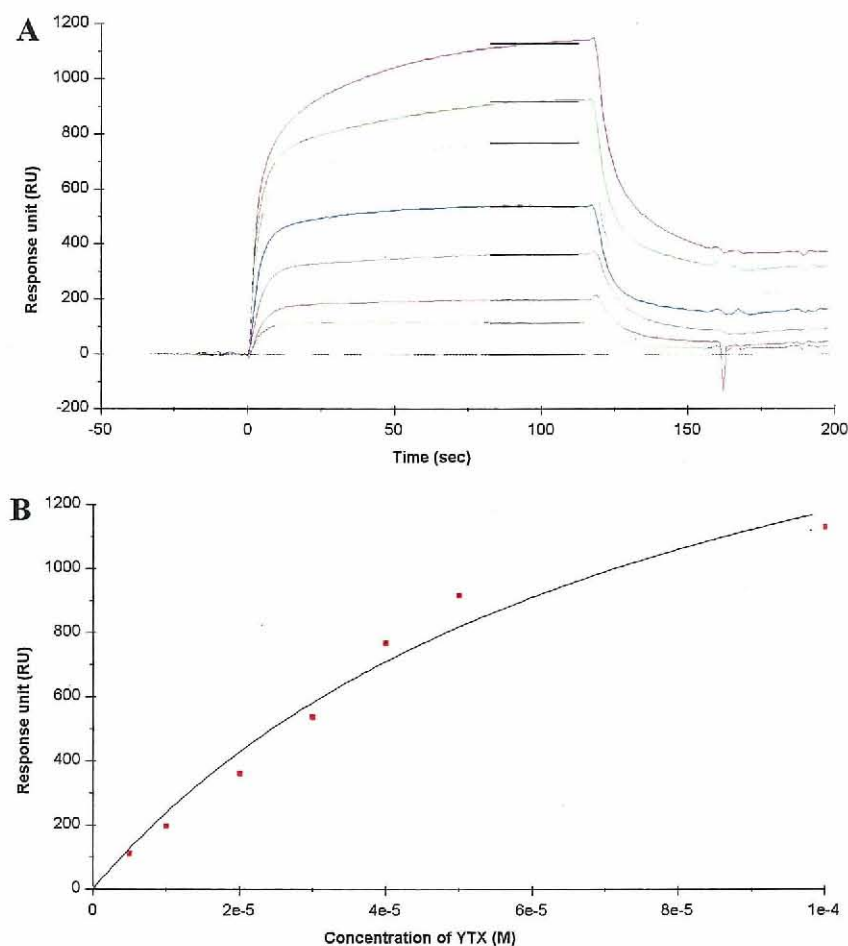 A
1200
1000
800
600
400
200
0
-200
Response unit (RU)
-50
0
50
100
150
200
Time (sec)
B
1200
1000
800
600
400
200
0
Response unit (RU)
0
2e-5
4e-5
6e-5
8e-5
1e-4
Concentration of YTX (M)